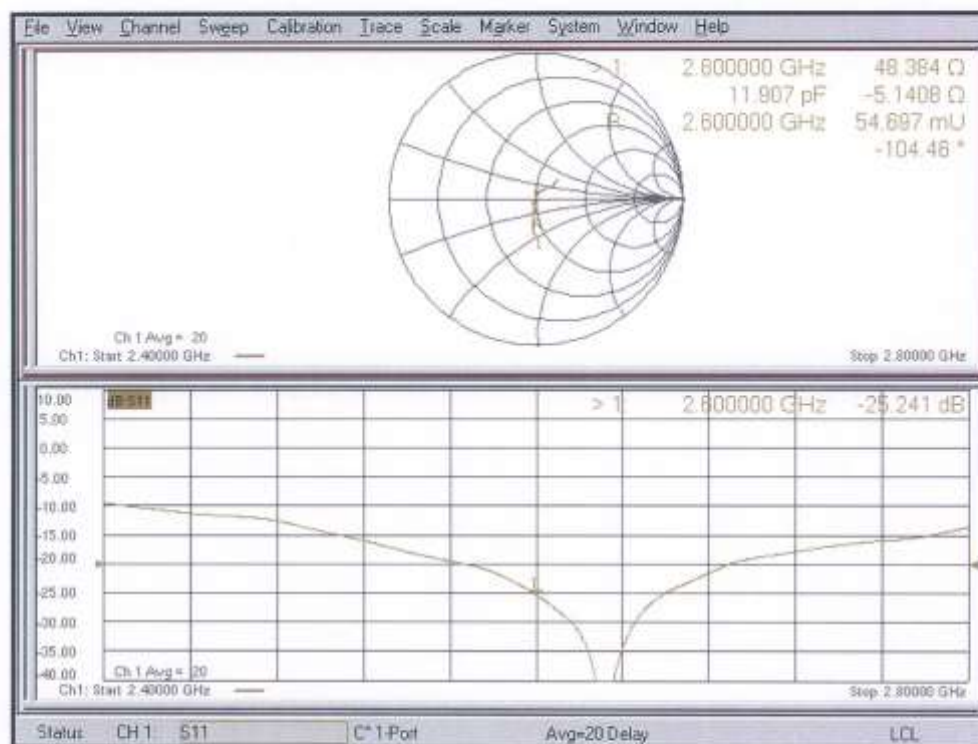 File View Channel Sweep Calibration Trace Scale Marker System Window Help
> 1 2.600000 GHz 48.384 Ω
11.907 pF -5.1408 Ω
R 2.600000 GHz 54.697 mU
-104.46 °
Ch 1 Avg = 20
Ch1: Start 2.40000 GHz Stop 2.80000 GHz
10.00 dB S11 > 1 2.600000 GHz -25.241 dB
5.00
0.00
-5.00
-10.00
-15.00
-20.00
-25.00 1
-30.00
-35.00
-40.00 Ch 1 Avg = 20
Ch1: Start 2.40000 GHz Stop 2.80000 GHz
Status CH 1: S11 C* 1-Port Avg=20 Delay LCL